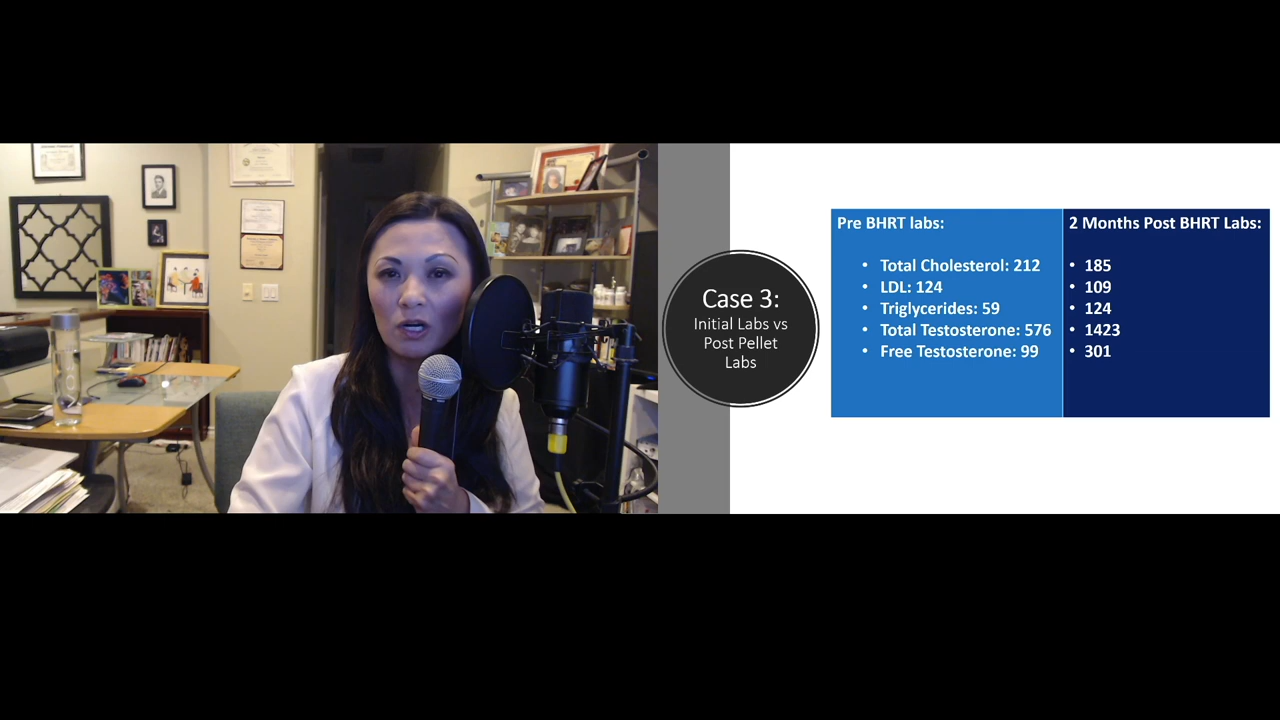 Case 3:
Initial Labs vs
Post Pellet
Labs
Pre BHRT labs:
• Total Cholesterol: 212
• LDL: 124
• Triglycerides: 59
• Total Testosterone: 576
• Free Testosterone: 99
2 Months Post BHRT Labs:
• 185
• 109
• 124
• 1423
• 301